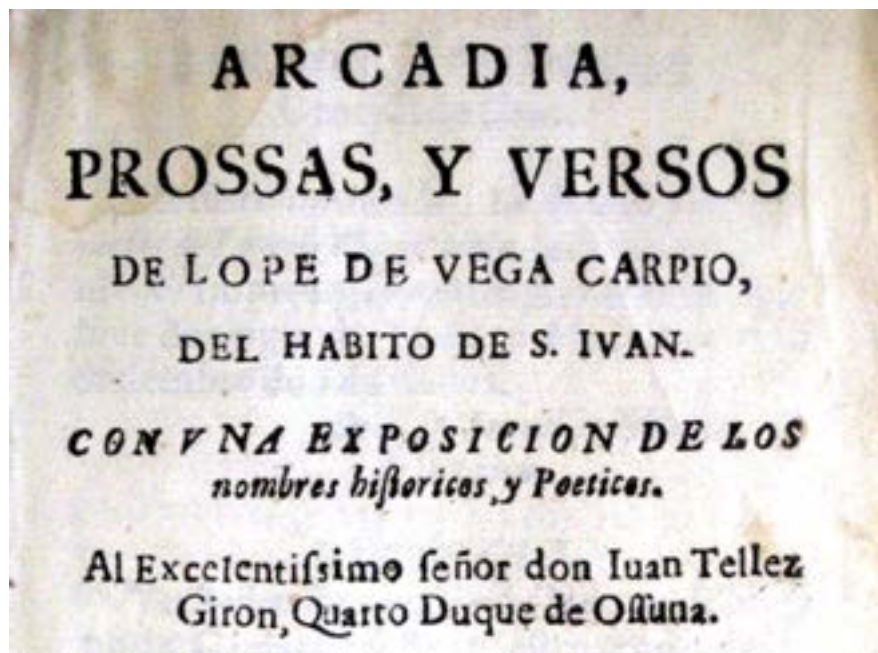 ARCADIA,
PROSSAS, Y VERSOS
DE LOPE DE VEGA CARPIO,
DEL HABITO DE S. IVAN.
CON VNA EXPOSICION DE LOS
nombres hiſtoricos, y Poeticos.
Al Excelentiſsimo ſeñor don Iuan Tellez
Giron, Quarto Duque de Oſſuna.